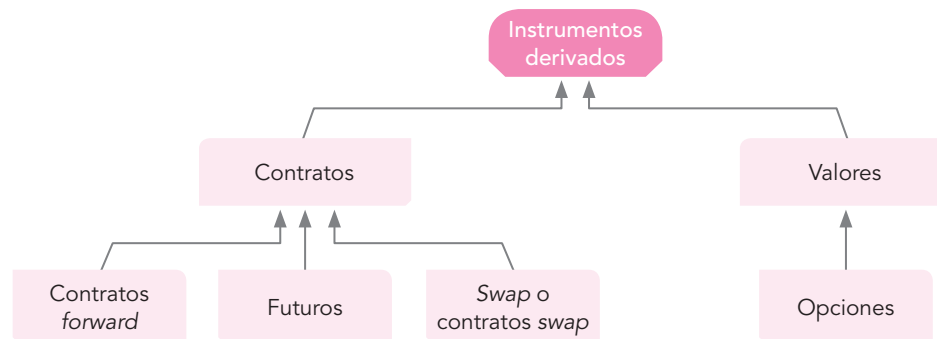 Instrumentos
derivados
Contratos
Valores
Contratos
forward
Futuros
Swap o
contratos swap
Opciones